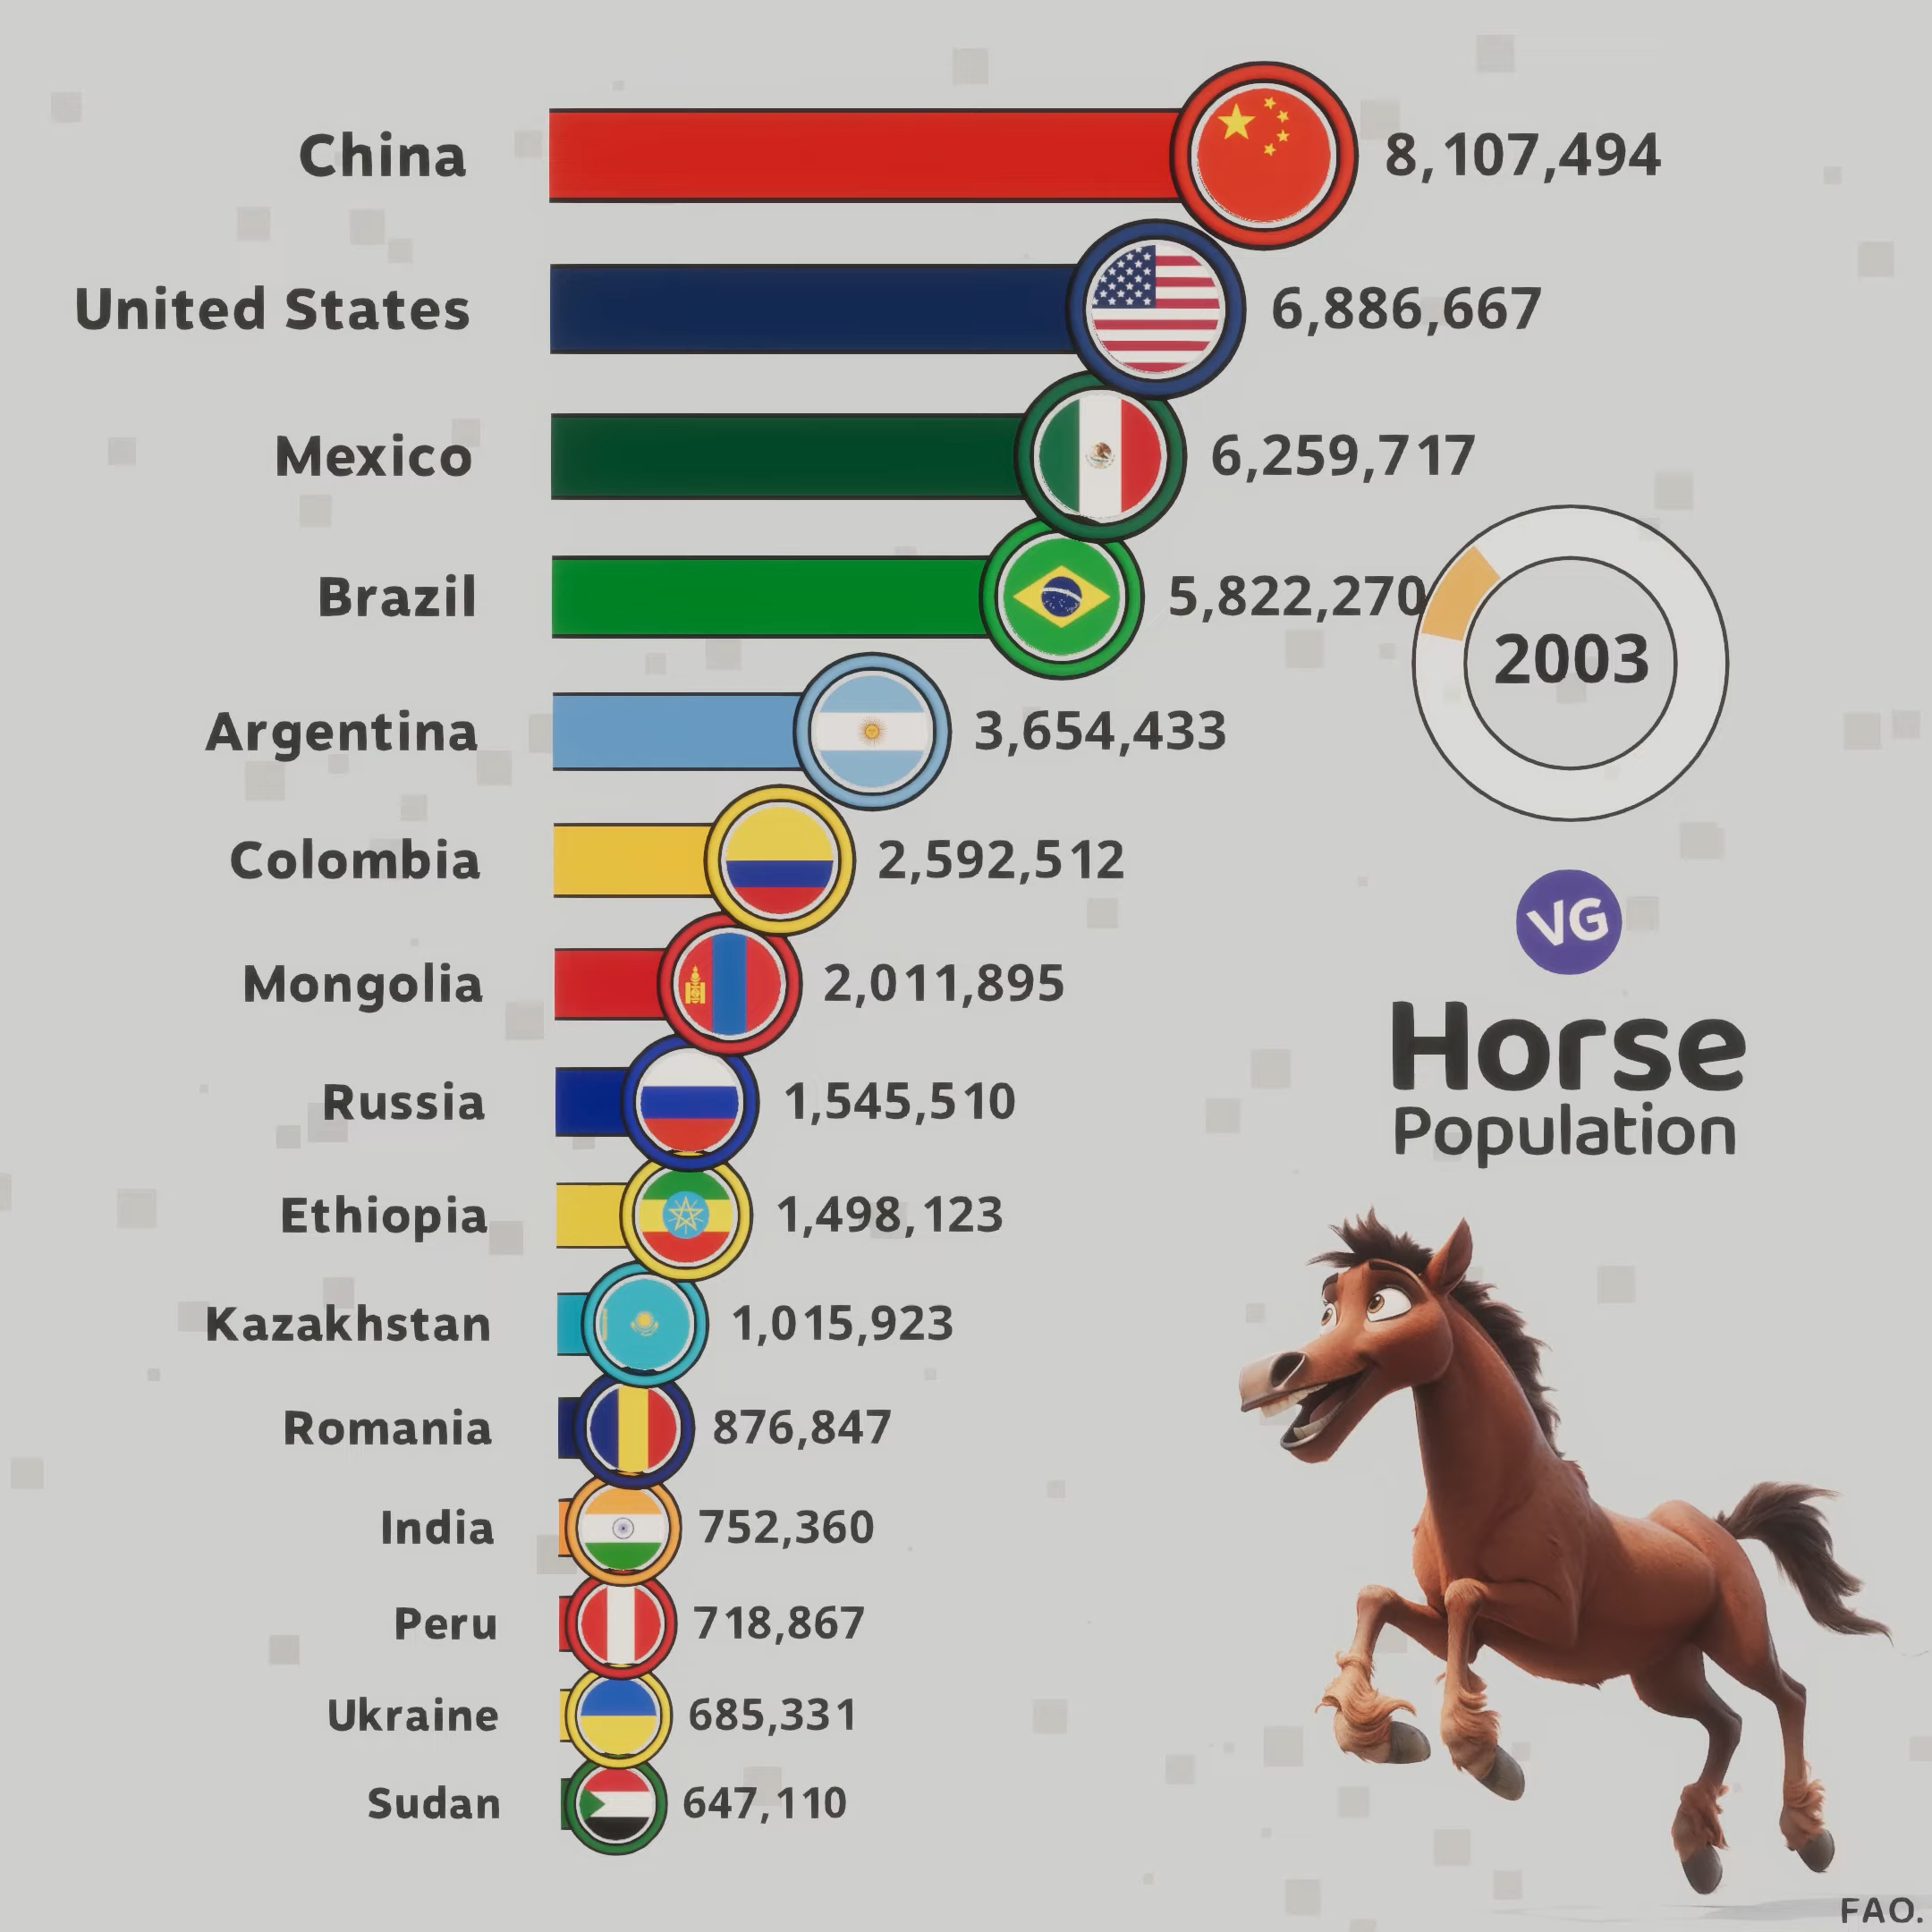 China 8,107,494
United States 6,886,667
Mexico 6,259,717
Brazil 5,822,270
2003
Argentina 3,654,433
Colombia 2,592,512
VG
Mongolia 2,011,895
Horse
Population
Russia 1,545,510
Ethiopia 1,498,123
Kazakhstan 1,015,923
Romania 876,847
India 752,360
Peru 718,867
Ukraine 685,331
Sudan 647,110
FAO.